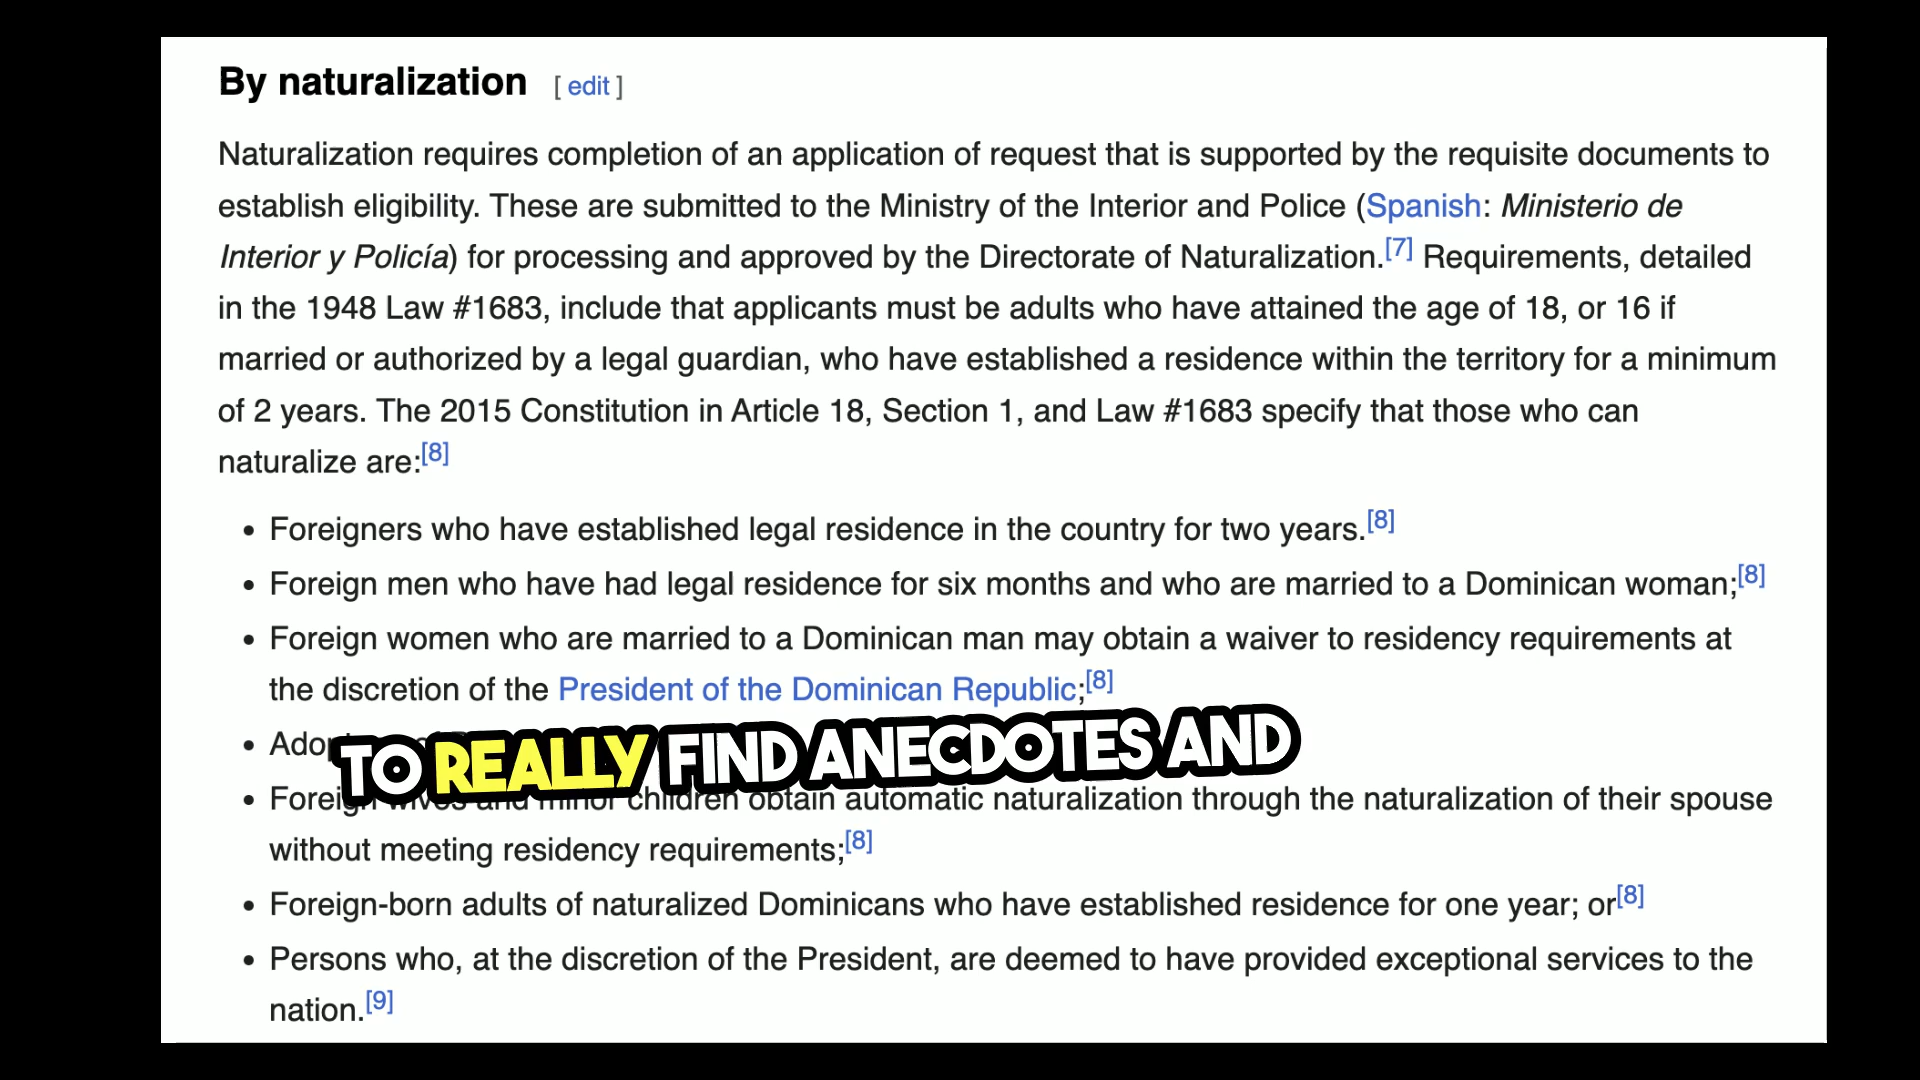 By naturalization [ edit ]
Naturalization requires completion of an application of request that is supported by the requisite documents to
establish eligibility. These are submitted to the Ministry of the Interior and Police (Spanish: Ministerio de
Interior y Policía) for processing and approved by the Directorate of Naturalization.[7] Requirements, detailed
in the 1948 Law #1683, include that applicants must be adults who have attained the age of 18, or 16 if
married or authorized by a legal guardian, who have established a residence within the territory for a minimum
of 2 years. The 2015 Constitution in Article 18, Section 1, and Law #1683 specify that those who can
naturalize are:[8]
• Foreigners who have established legal residence in the country for two years.[8]
• Foreign men who have had legal residence for six months and who are married to a Dominican woman;[8]
• Foreign women who are married to a Dominican man may obtain a waiver to residency requirements at
the discretion of the President of the Dominican Republic;[8]
TO REALLY FIND ANECDOTES AND
• Foreign wives and minor children obtain automatic naturalization through the naturalization of their spouse
without meeting residency requirements;[8]
• Foreign-born adults of naturalized Dominicans who have established residence for one year; or[8]
• Persons who, at the discretion of the President, are deemed to have provided exceptional services to the
nation.[9]